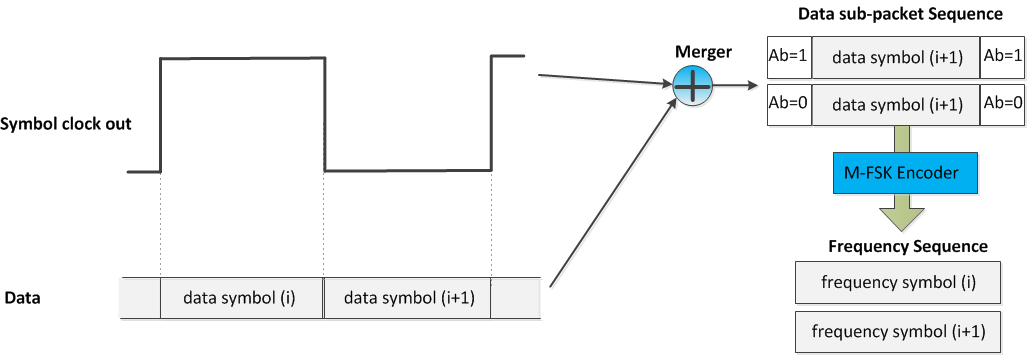 Data sub-packet Sequence
Merger
Ab=1 data symbol (i+1) Ab=1
Ab=0 data symbol (i+1) Ab=0
Symbol clock out
M-FSK Encoder
Frequency Sequence
frequency symbol (i)
Data data symbol (i) data symbol (i+1)
frequency symbol (i+1)